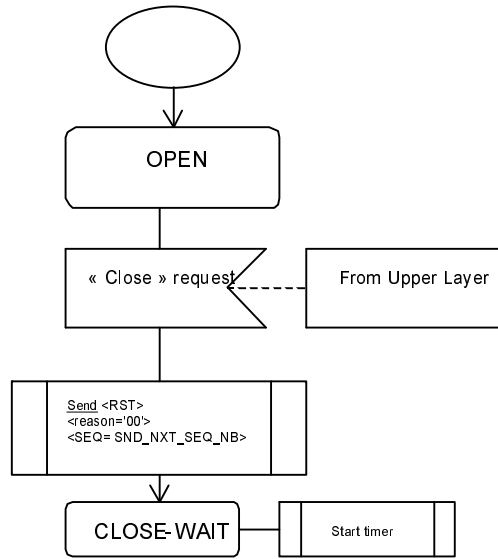 OPEN
« Close » request
From Upper Layer
Send <RST>
<reason='00'>
<SEQ= SND_NXT_SEQ_NB>
CLOSE-WAIT
Start timer